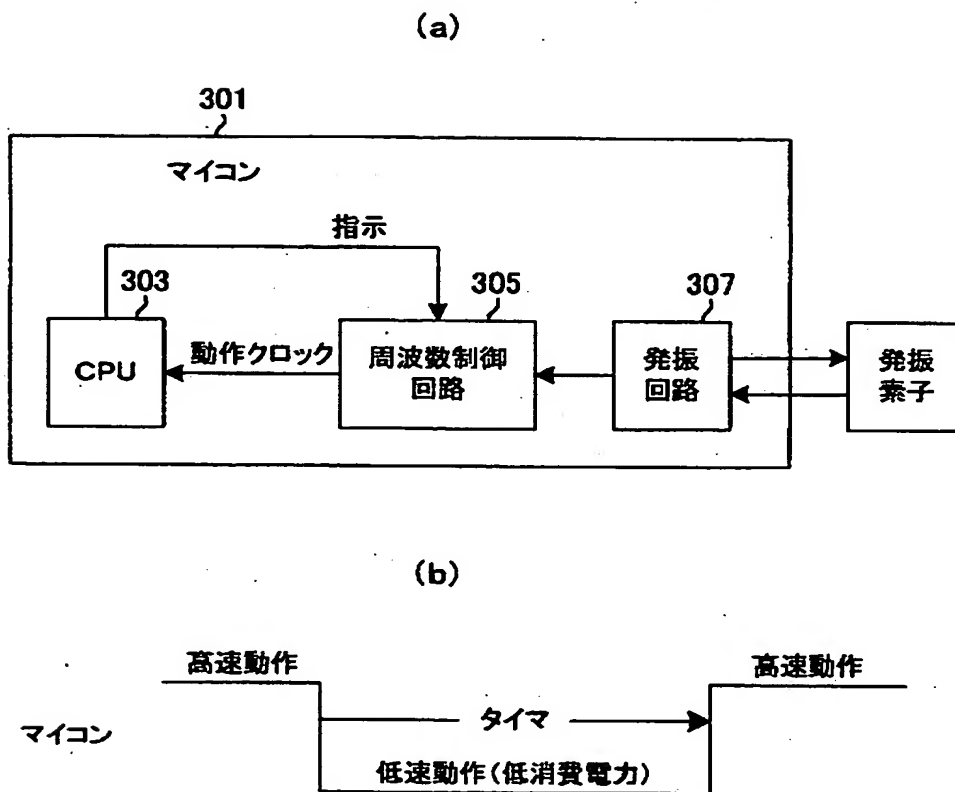 (a)
301
マイコン
指示
303
305
307
CPU
動作クロック
周波数制御
回路
発振
回路
発振
素子
(b)
高速動作
高速動作
タイマ
マイコン
低速動作(低消費電力)